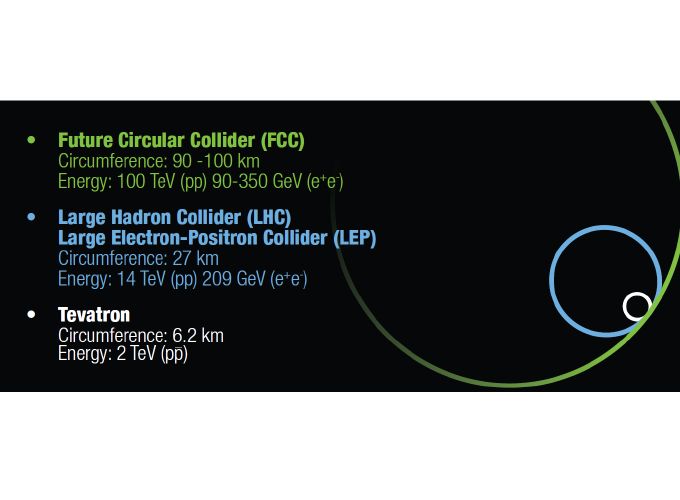 • Future Circular Collider (FCC)
Circumference: 90 -100 km
Energy: 100 TeV (pp) 90-350 GeV (e⁺e⁻)
• Large Hadron Collider (LHC)
Large Electron-Positron Collider (LEP)
Circumference: 27 km
Energy: 14 TeV (pp) 209 GeV (e⁺e⁻)
• Tevatron
Circumference: 6.2 km
Energy: 2 TeV (pp̄)